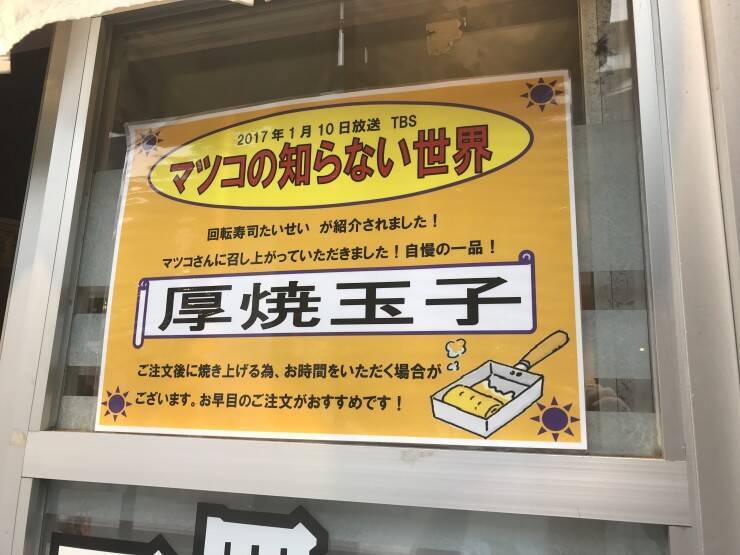 2017年1月10日放送 TBS
マツコの知らない世界
回転寿司たいせい が紹介されました！
マツコさんに召し上がっていただきました！自慢の一品！
厚焼玉子
ご注文後に焼き上げる為、お時間をいただく場合が
ございます。お早目のご注文がおすすめです！